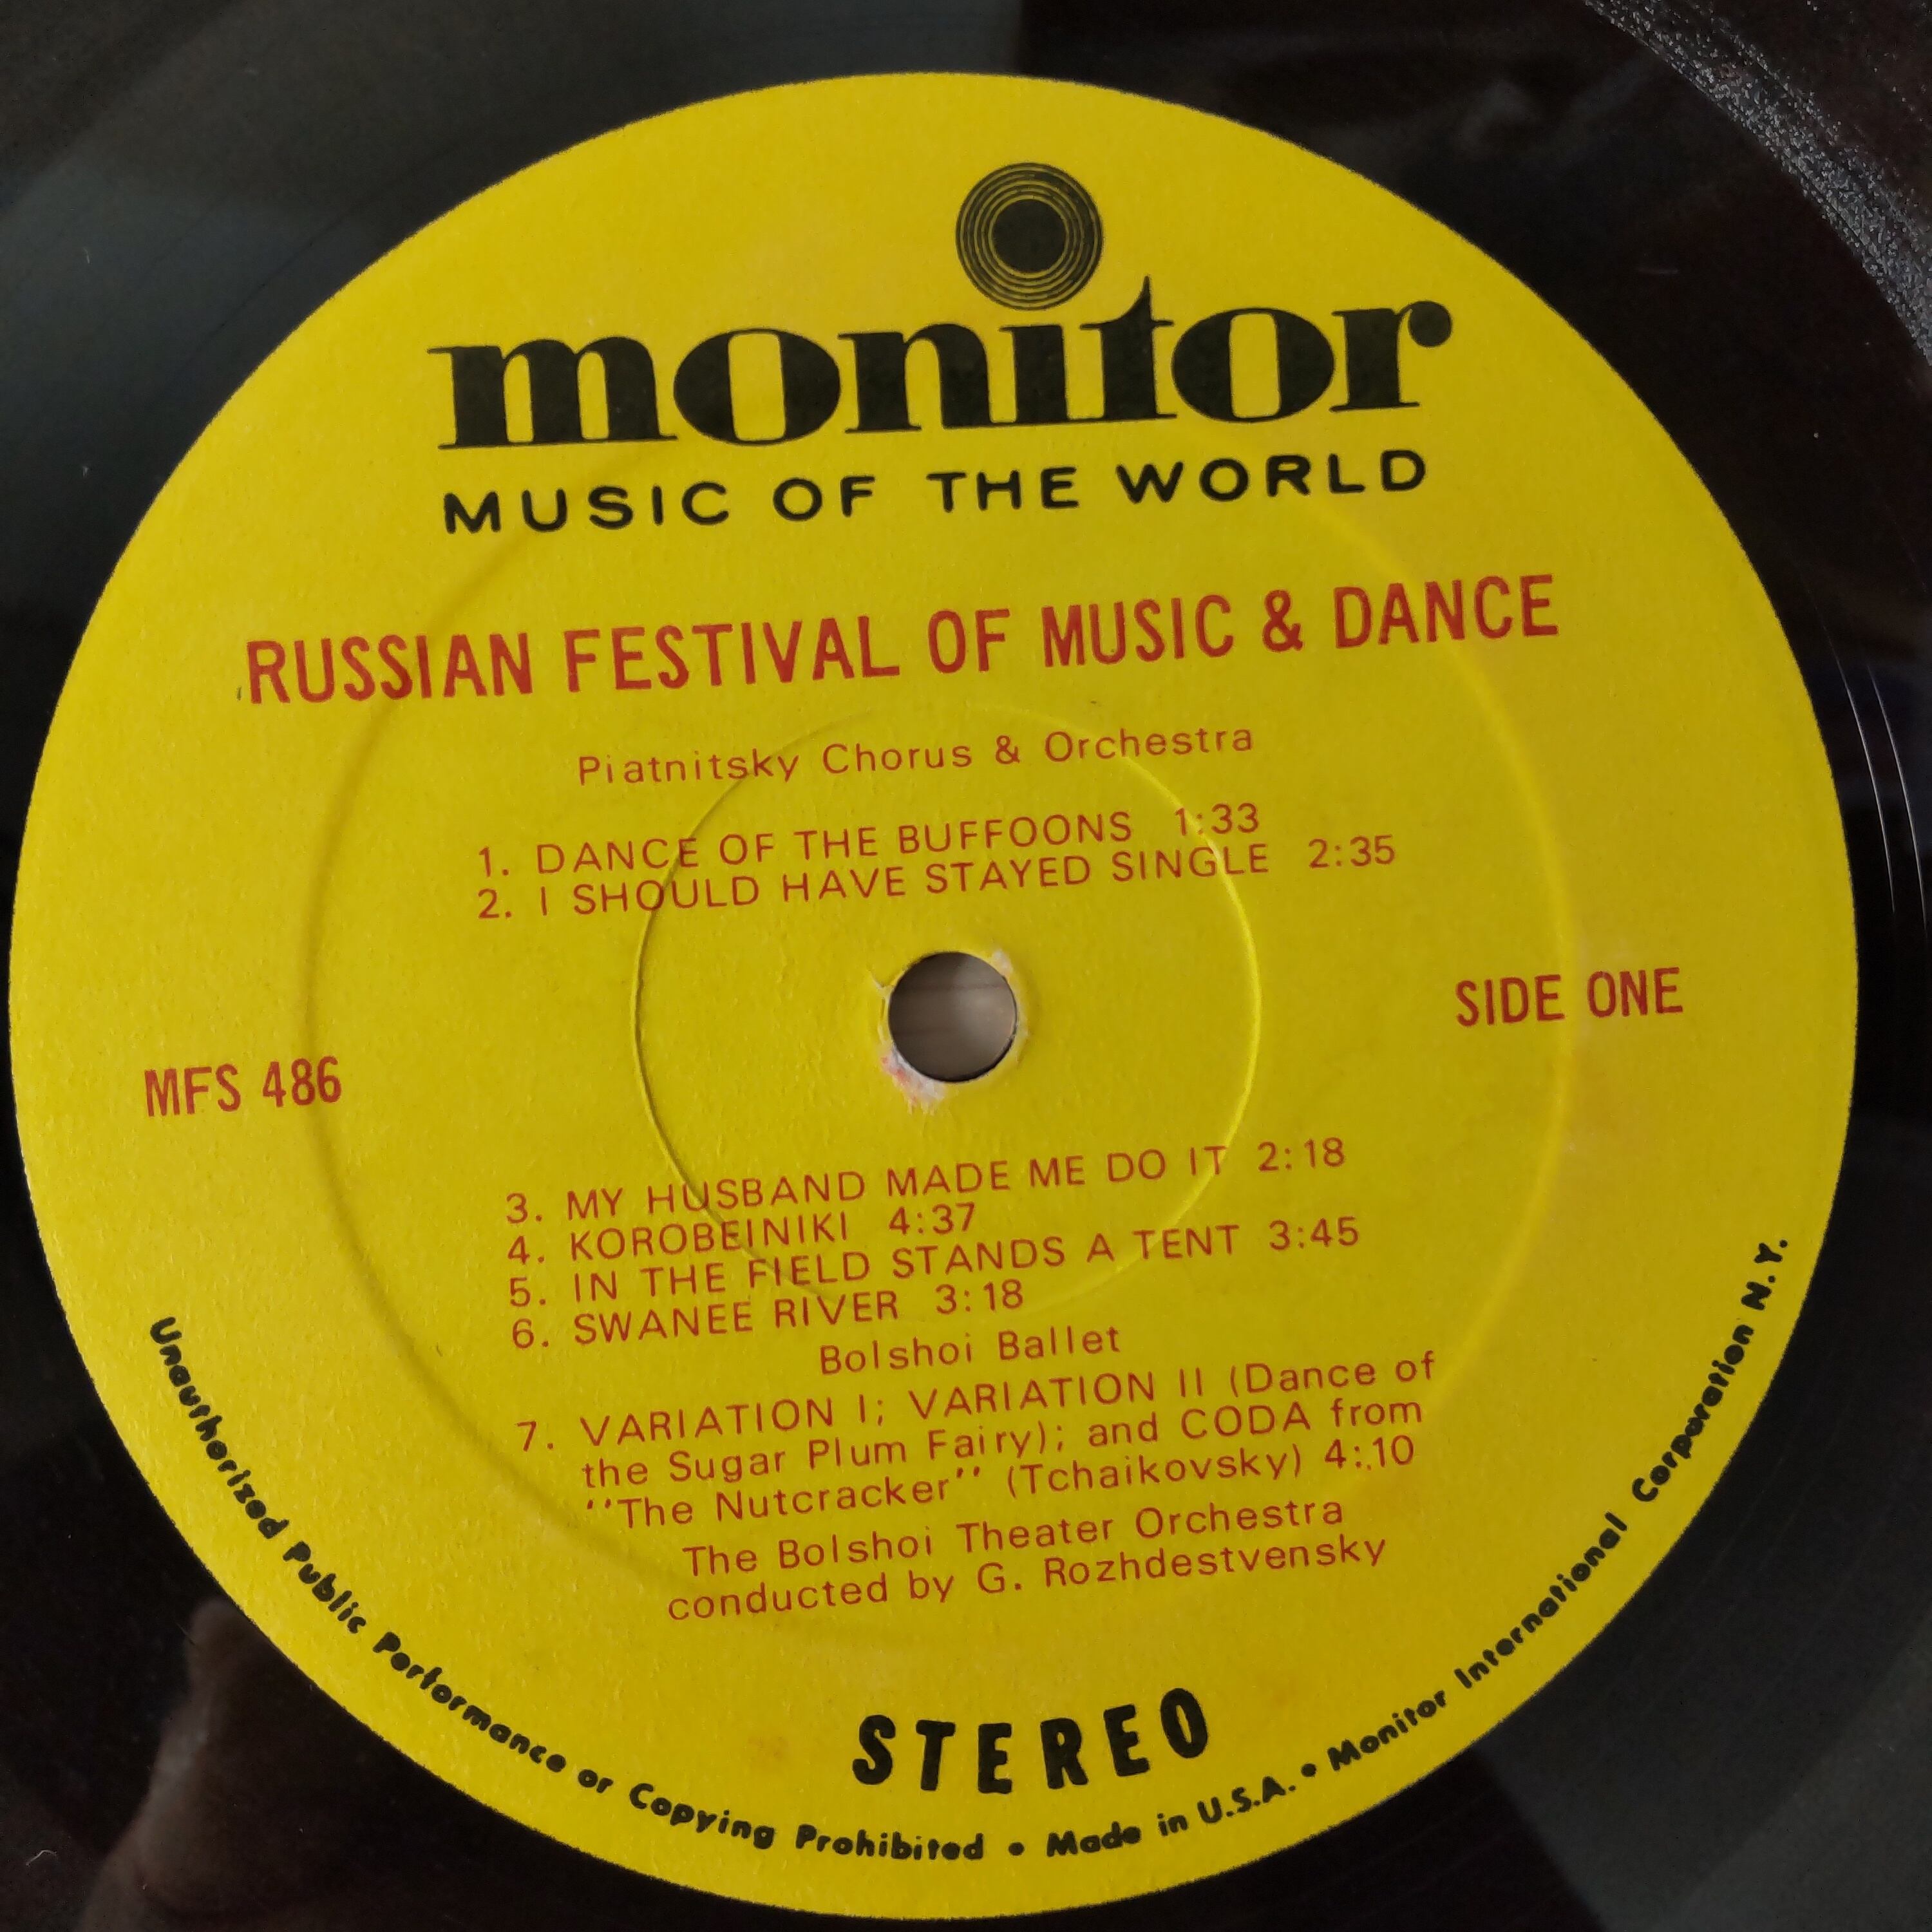 monitor
MUSIC OF THE WORLD
RUSSIAN FESTIVAL OF MUSIC & DANCE
Piatnitsky Chorus & Orchestra
1. DANCE OF THE BUFFOONS 1:33
2. I SHOULD HAVE STAYED SINGLE 2:35
SIDE ONE
MFS 486
3. MY HUSBAND MADE ME DO IT 2:18
4. KOROBEINIKI 4:37
5. IN THE FIELD STANDS A TENT 3:45
6. SWANEE RIVER 3:18
Bolshoi Ballet
7. VARIATION I; VARIATION II (Dance of
the Sugar Plum Fairy); and CODA from
''The Nutcracker'' (Tchaikovsky) 4:10
The Bolshoi Theater Orchestra
conducted by G. Rozhdestvensky
STEREO
Unauthorized Public Performance or Copying Prohibited • Made in U.S.A. • Monitor International Corporation N.Y.